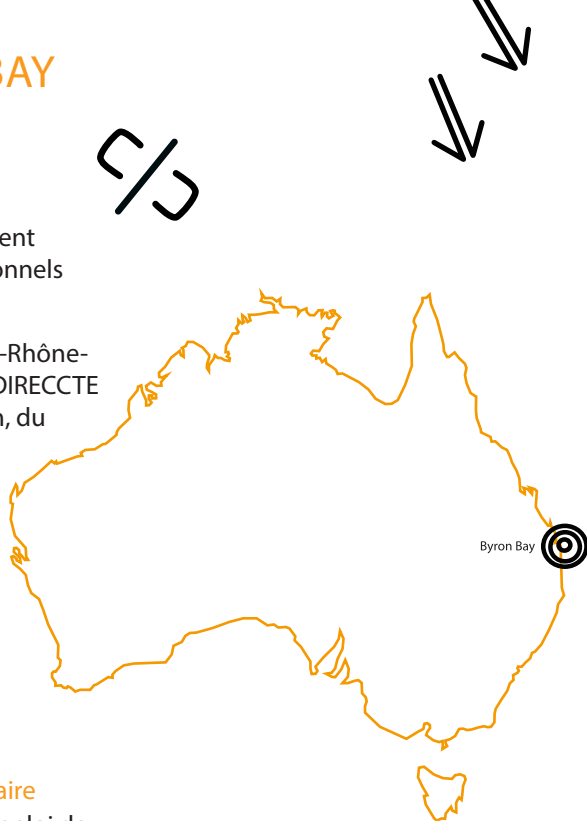 BAY
ent
onnels
-Rhône-
DIRECCTE
n, du
Byron Bay
aire